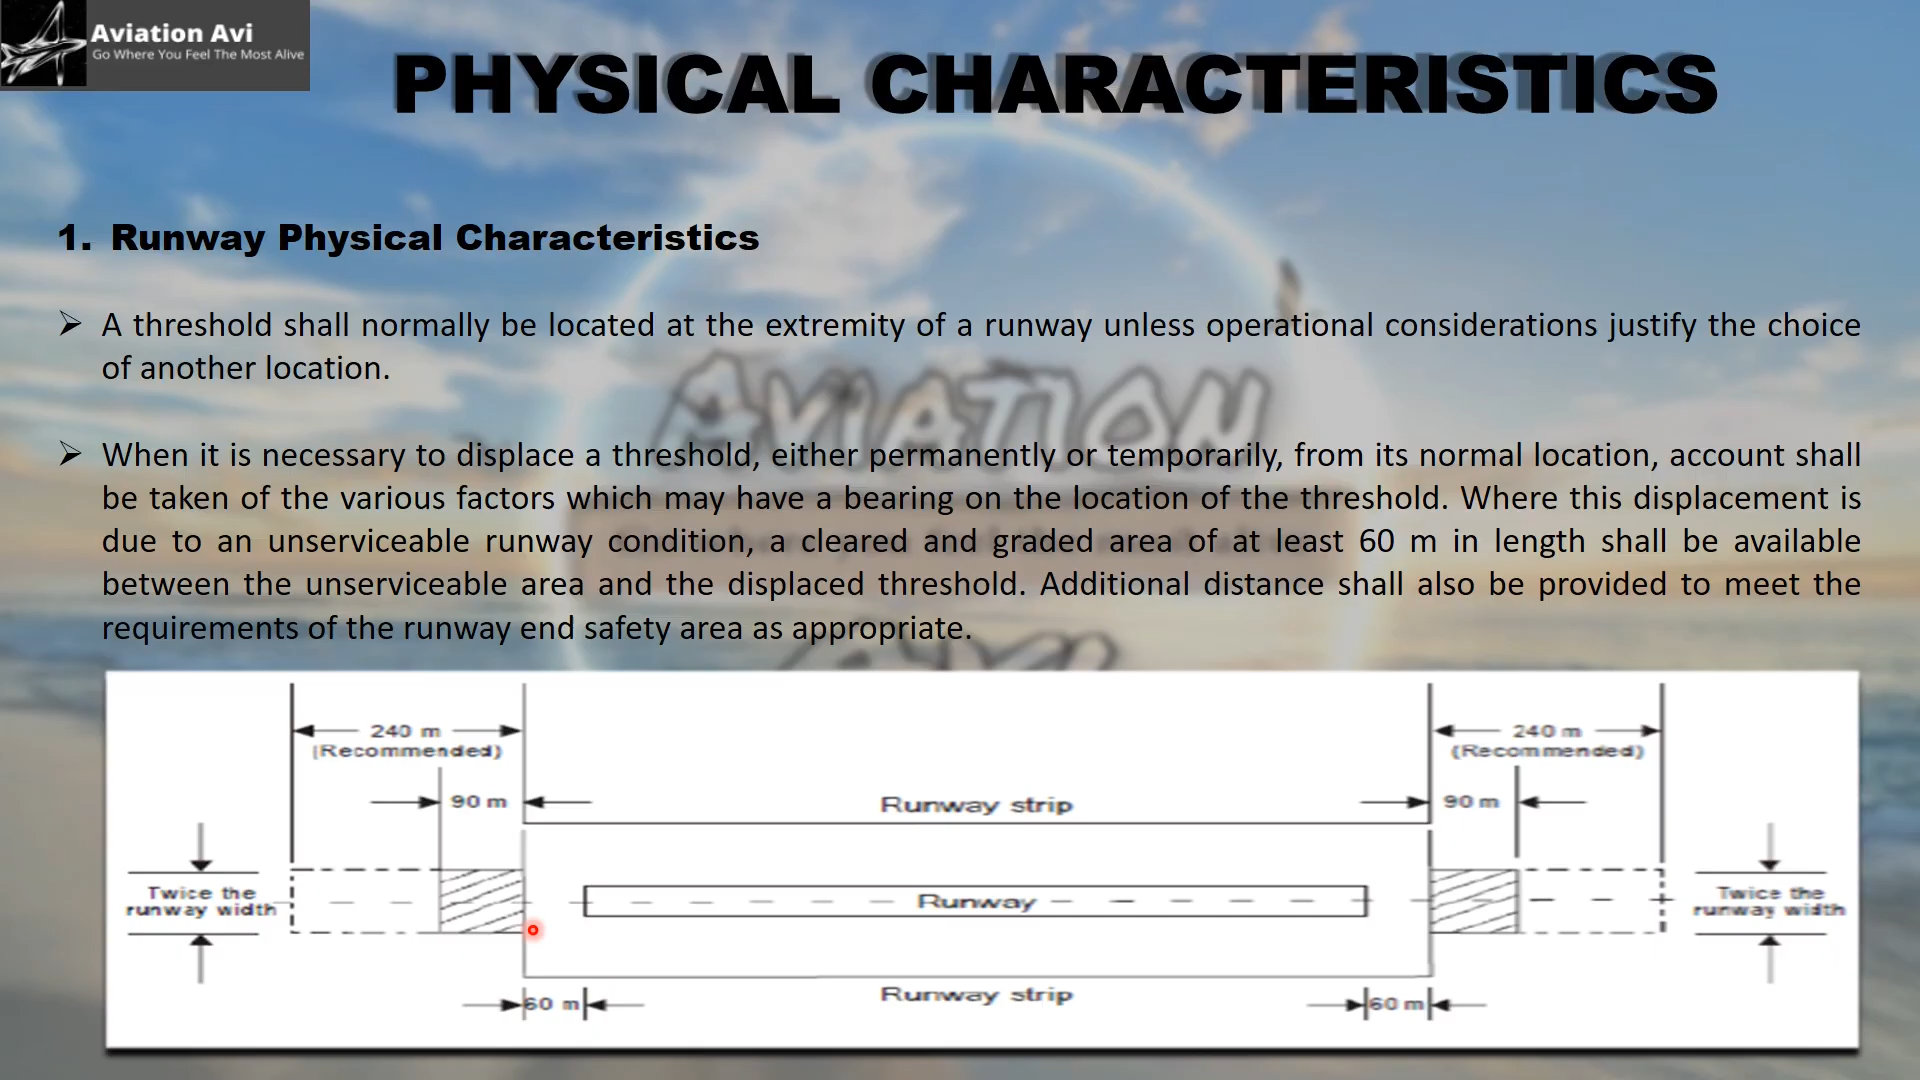 Aviation Avi
Go Where You Feel The Most Alive
PHYSICAL CHARACTERISTICS
1. Runway Physical Characteristics
A threshold shall normally be located at the extremity of a runway unless operational considerations justify the choice
of another location.
When it is necessary to displace a threshold, either permanently or temporarily, from its normal location, account shall
be taken of the various factors which may have a bearing on the location of the threshold. Where this displacement is
due to an unserviceable runway condition, a cleared and graded area of at least 60 m in length shall be available
between the unserviceable area and the displaced threshold. Additional distance shall also be provided to meet the
requirements of the runway end safety area as appropriate.
AVIATION
240 m
(Recommended)
240 m
(Recommended)
90 m
Runway strip
90 m
Twice the
runway width
Runway
Twice the
runway width
60 m
Runway strip
60 m